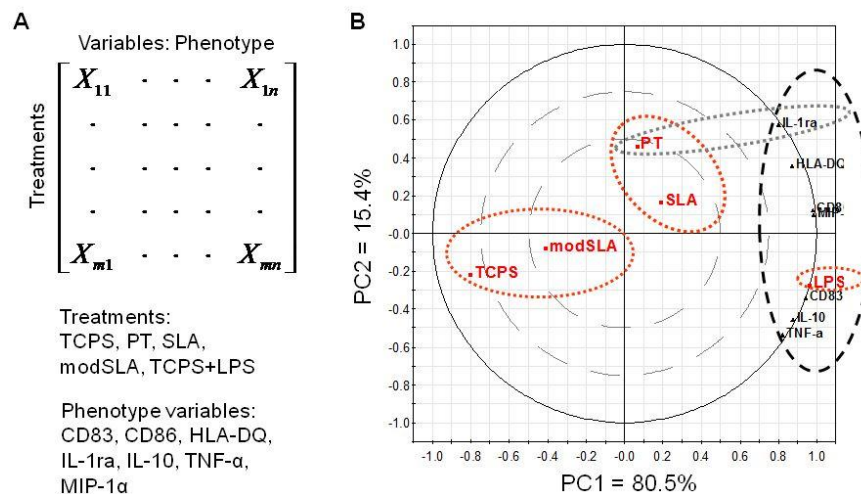 A
Variables: Phenotype
Treatments
X11 · · · X1n
· · · · ·
· · · · ·
· · · · ·
Xm1 · · · Xmn
Treatments:
TCPS, PT, SLA,
modSLA, TCPS+LPS
Phenotype variables:
CD83, CD86, HLA-DQ,
IL-1ra, IL-10, TNF-α,
MIP-1α
B
PC2 = 15.4%
1.0
0.8
0.6
0.4
0.2
-0.0
-0.2
-0.4
-0.6
-0.8
-1.0
IL-1ra
PT
HLA-DQ
SLA
CD8
MIP-
modSLA
TCPS
LPS
CD83
IL-10
TNF-a
-1.0 -0.8 -0.6 -0.4 -0.2 -0.0 0.2 0.4 0.6 0.8 1.0
PC1 = 80.5%